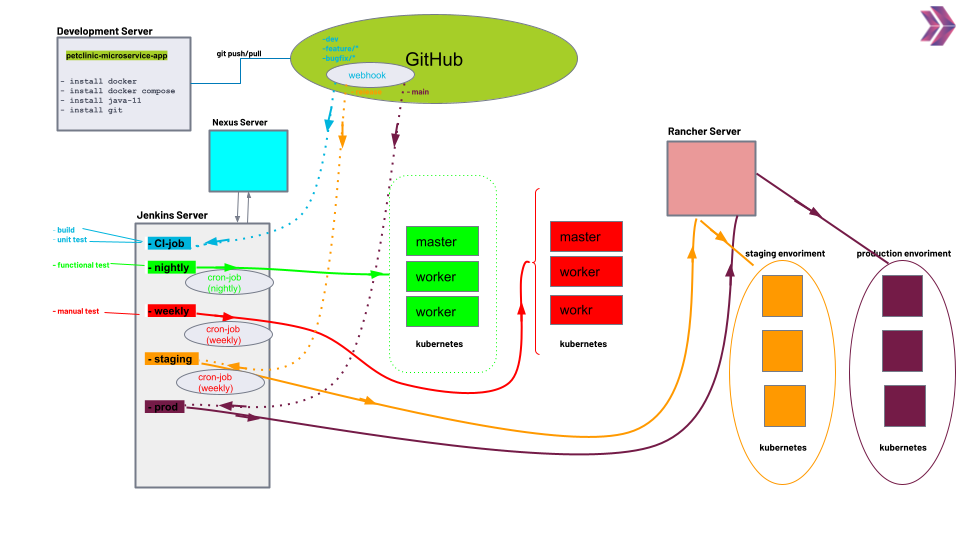 Development Server
petclinic-microservice-app
- install docker
- install docker compose
- install java-11
- install git
git push/pull
-dev
-feature/*
-bugfix/*
GitHub
webhook
- main
Nexus Server
Rancher Server
Jenkins Server
- build
- unit test
- CI-job
- functional test
- nightly
cron-job
(nightly)
- manual test
- weekly
cron-job
(weekly)
- staging
cron-job
(weekly)
- prod
master
worker
worker
kubernetes
master
worker
workr
kubernetes
staging enviorment
kubernetes
production enviorment
kubernetes